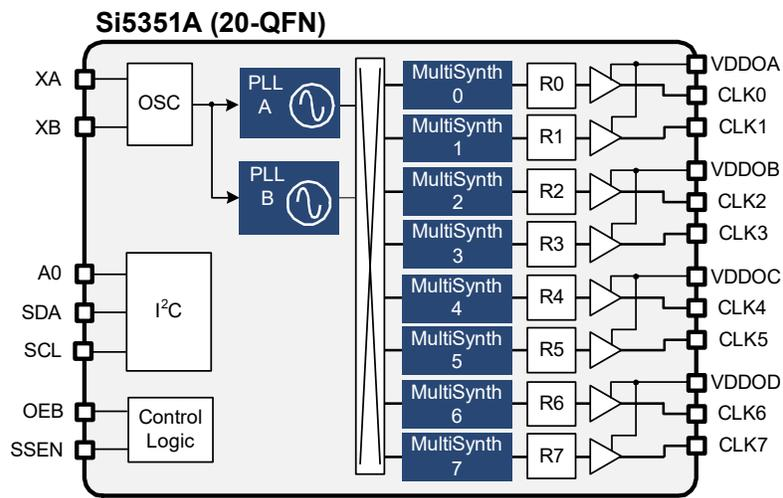 Si5351A (20-QFN)
XA
XB
OSC
PLL
A
PLL
B
A0
SDA
SCL
I²C
OEB
SSEN
Control
Logic
MultiSynth
0
R0
MultiSynth
1
R1
MultiSynth
2
R2
MultiSynth
3
R3
MultiSynth
4
R4
MultiSynth
5
R5
MultiSynth
6
R6
MultiSynth
7
R7
VDDOA
CLK0
CLK1
VDDOB
CLK2
CLK3
VDDOC
CLK4
CLK5
VDDOD
CLK6
CLK7